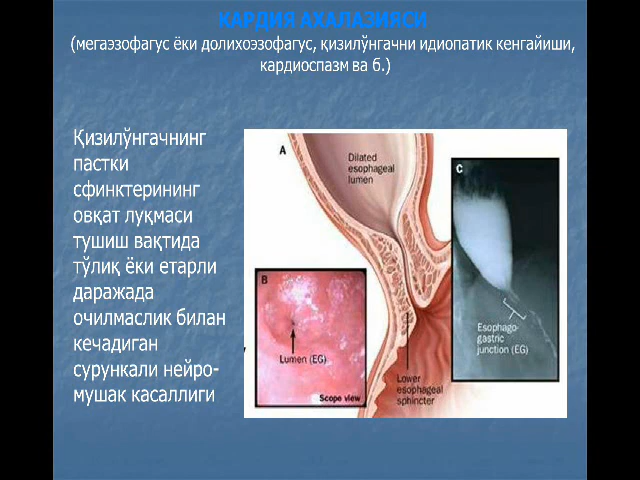 КАРДИЯ АХАЛАЗИЯСИ
(мегаэзофагус ёки долихоэзофагус, қизилўнгачни идиопатик кенгайиши,
кардиоспазм ва б.)
Қизилўнгачнинг
пастки
сфинктерининг
овқат луқмаси
тушиш вақтида
тўлиқ ёки етарли
даражада
очилмаслик билан
кечадиган
сурункали нейро-
мушак касаллиги
A
Dilated
esophageal
lumen
B
Lumen (EG)
Scope view
Lower
esophageal
sphincter
C
Esophago-
gastric
junction (EG)